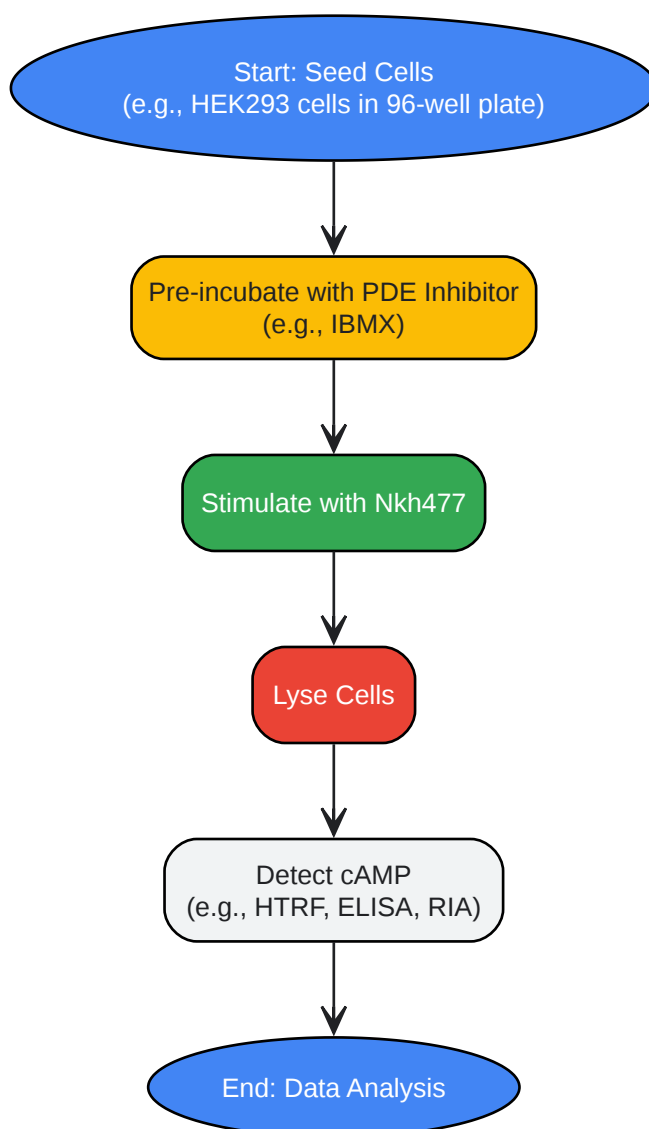 Start: Seed Cells
(e.g., HEK293 cells in 96-well plate)
Pre-incubate with PDE Inhibitor
(e.g., IBMX)
Stimulate with Nkh477
Lyse Cells
Detect cAMP
(e.g., HTRF, ELISA, RIA)
End: Data Analysis